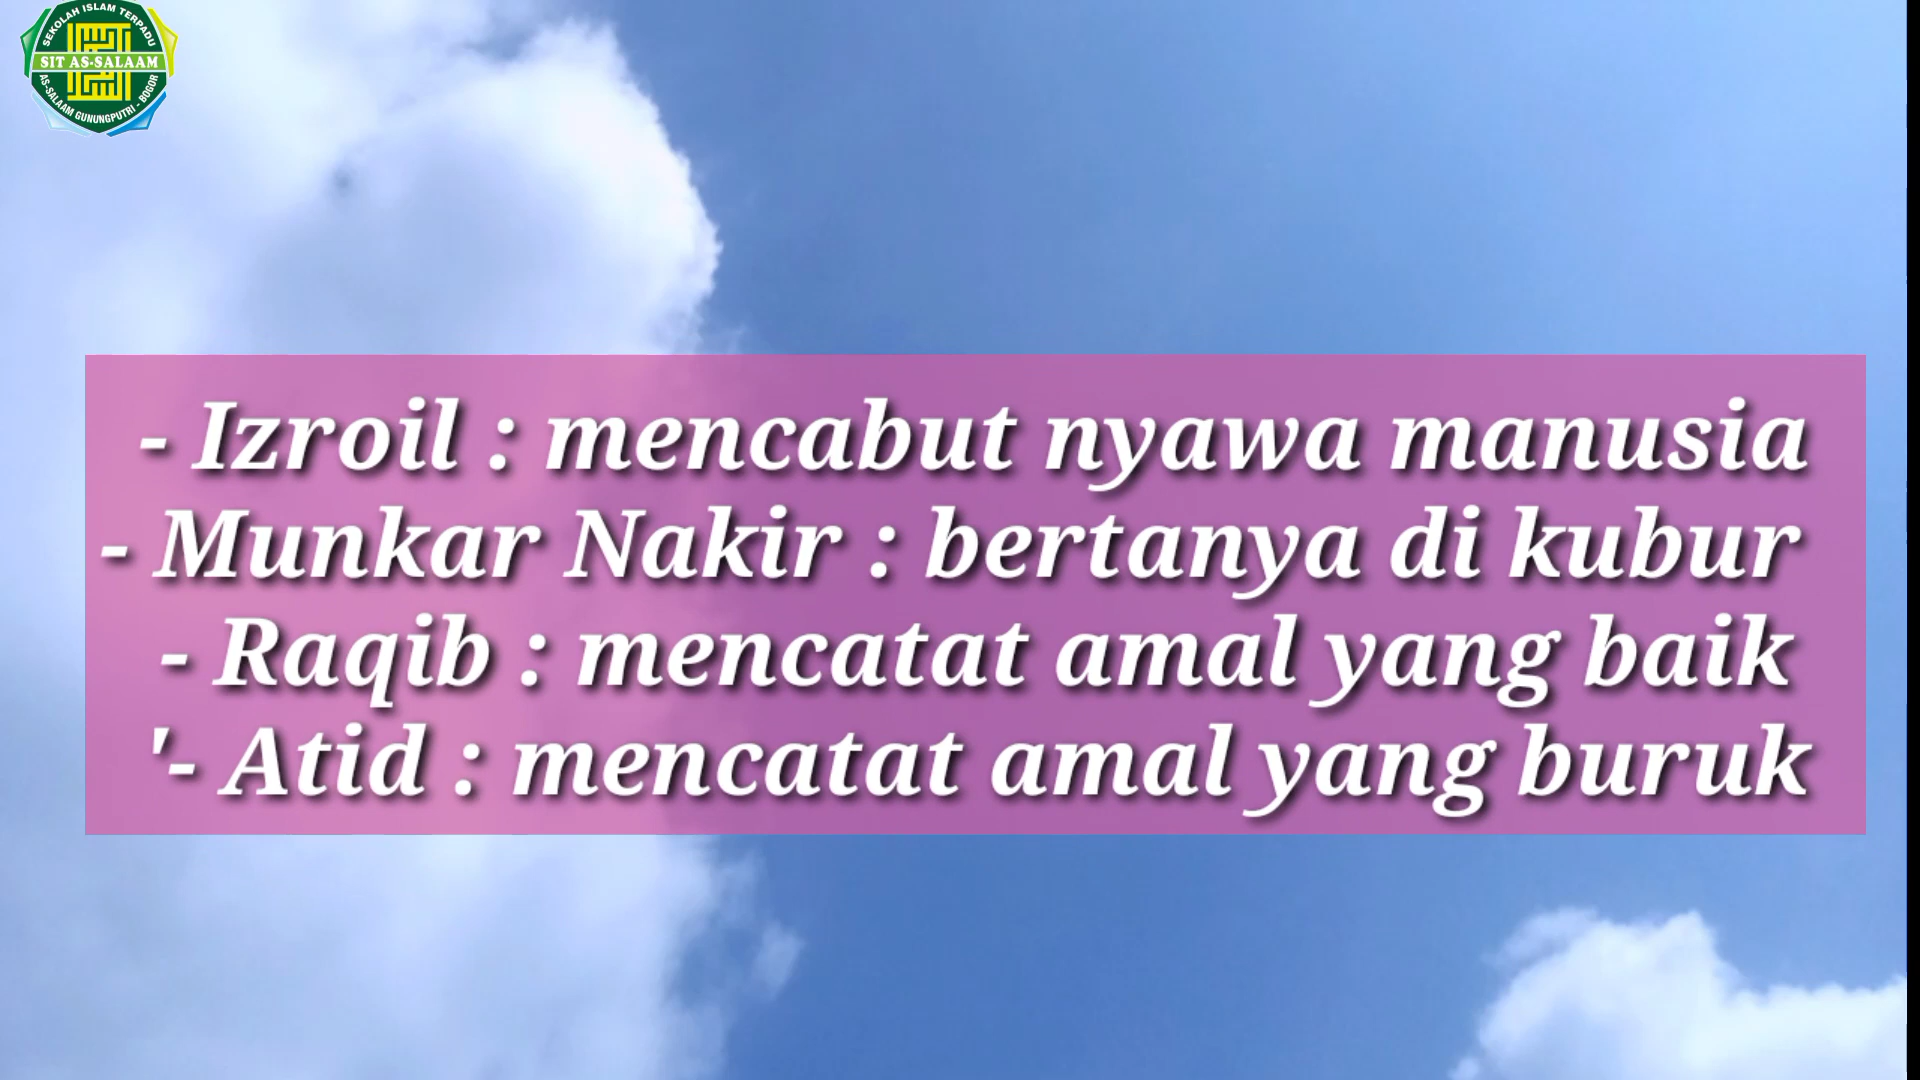 SEKOLAH ISLAM TERPADU
SIT AS-SALAAM
AS-SALAAM GUNUNGPUTRI - BOGOR
- Izroil : mencabut nyawa manusia
- Munkar Nakir : bertanya di kubur
- Raqib : mencatat amal yang baik
'- Atid : mencatat amal yang buruk